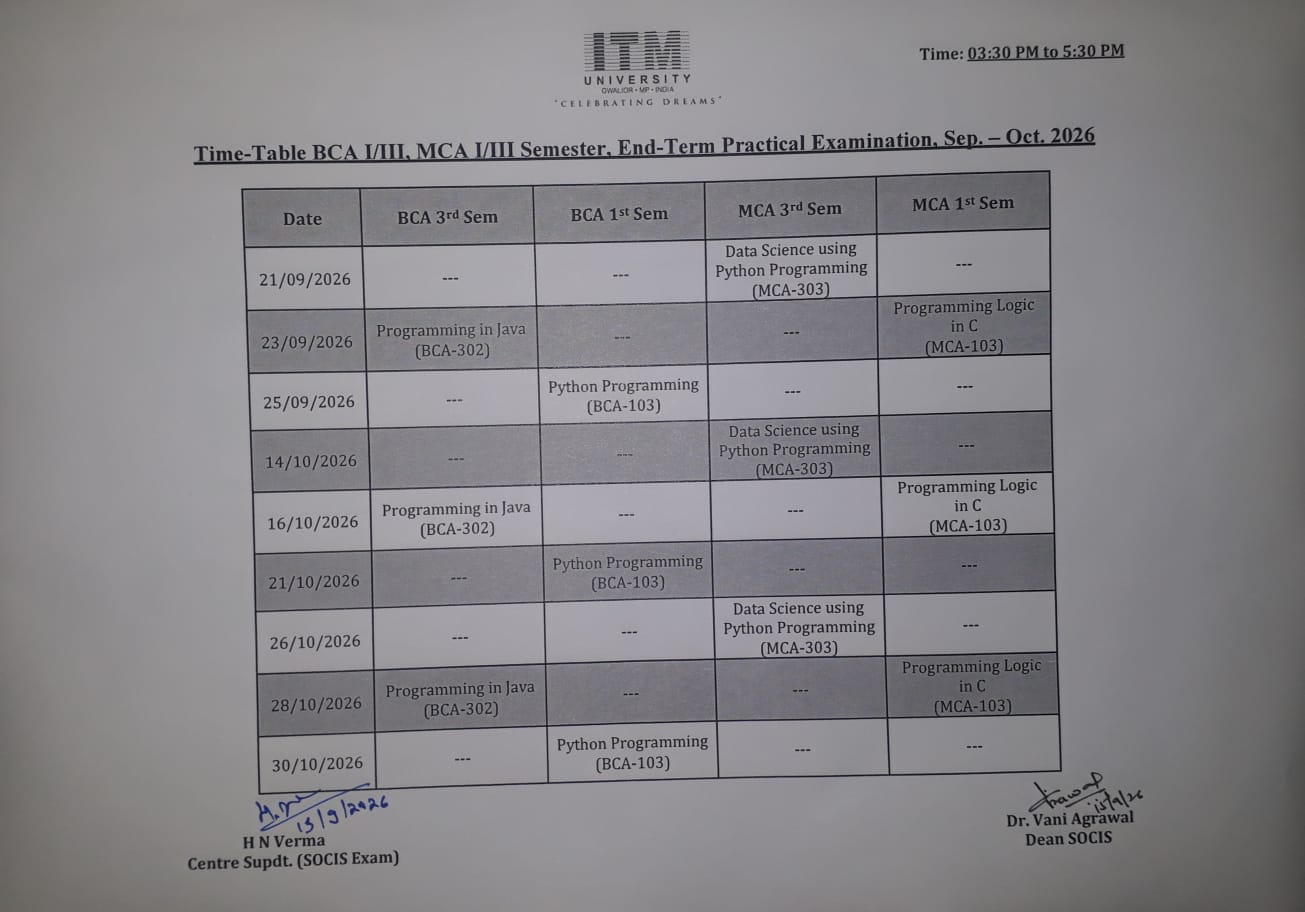 ITM
UNIVERSITY
GWALIOR • MP • INDIA
"CELEBRATING DREAMS"
Time: 03:30 PM to 5:30 PM
Time-Table BCA I/III, MCA I/III Semester, End-Term Practical Examination, Sep. – Oct. 2026
Date BCA 3rd Sem BCA 1st Sem MCA 3rd Sem MCA 1st Sem
21/09/2026 --- --- Data Science using Python Programming (MCA-303) ---
23/09/2026 Programming in Java (BCA-302) --- --- Programming Logic in C (MCA-103)
25/09/2026 --- Python Programming (BCA-103) --- ---
14/10/2026 --- --- Data Science using Python Programming (MCA-303) ---
16/10/2026 Programming in Java (BCA-302) --- --- Programming Logic in C (MCA-103)
21/10/2026 --- Python Programming (BCA-103) --- ---
26/10/2026 --- --- Data Science using Python Programming (MCA-303) ---
28/10/2026 Programming in Java (BCA-302) --- --- Programming Logic in C (MCA-103)
30/10/2026 --- Python Programming (BCA-103) --- ---
15/9/2026
H N Verma
Centre Supdt. (SOCIS Exam)
15/9/26
Dr. Vani Agrawal
Dean SOCIS